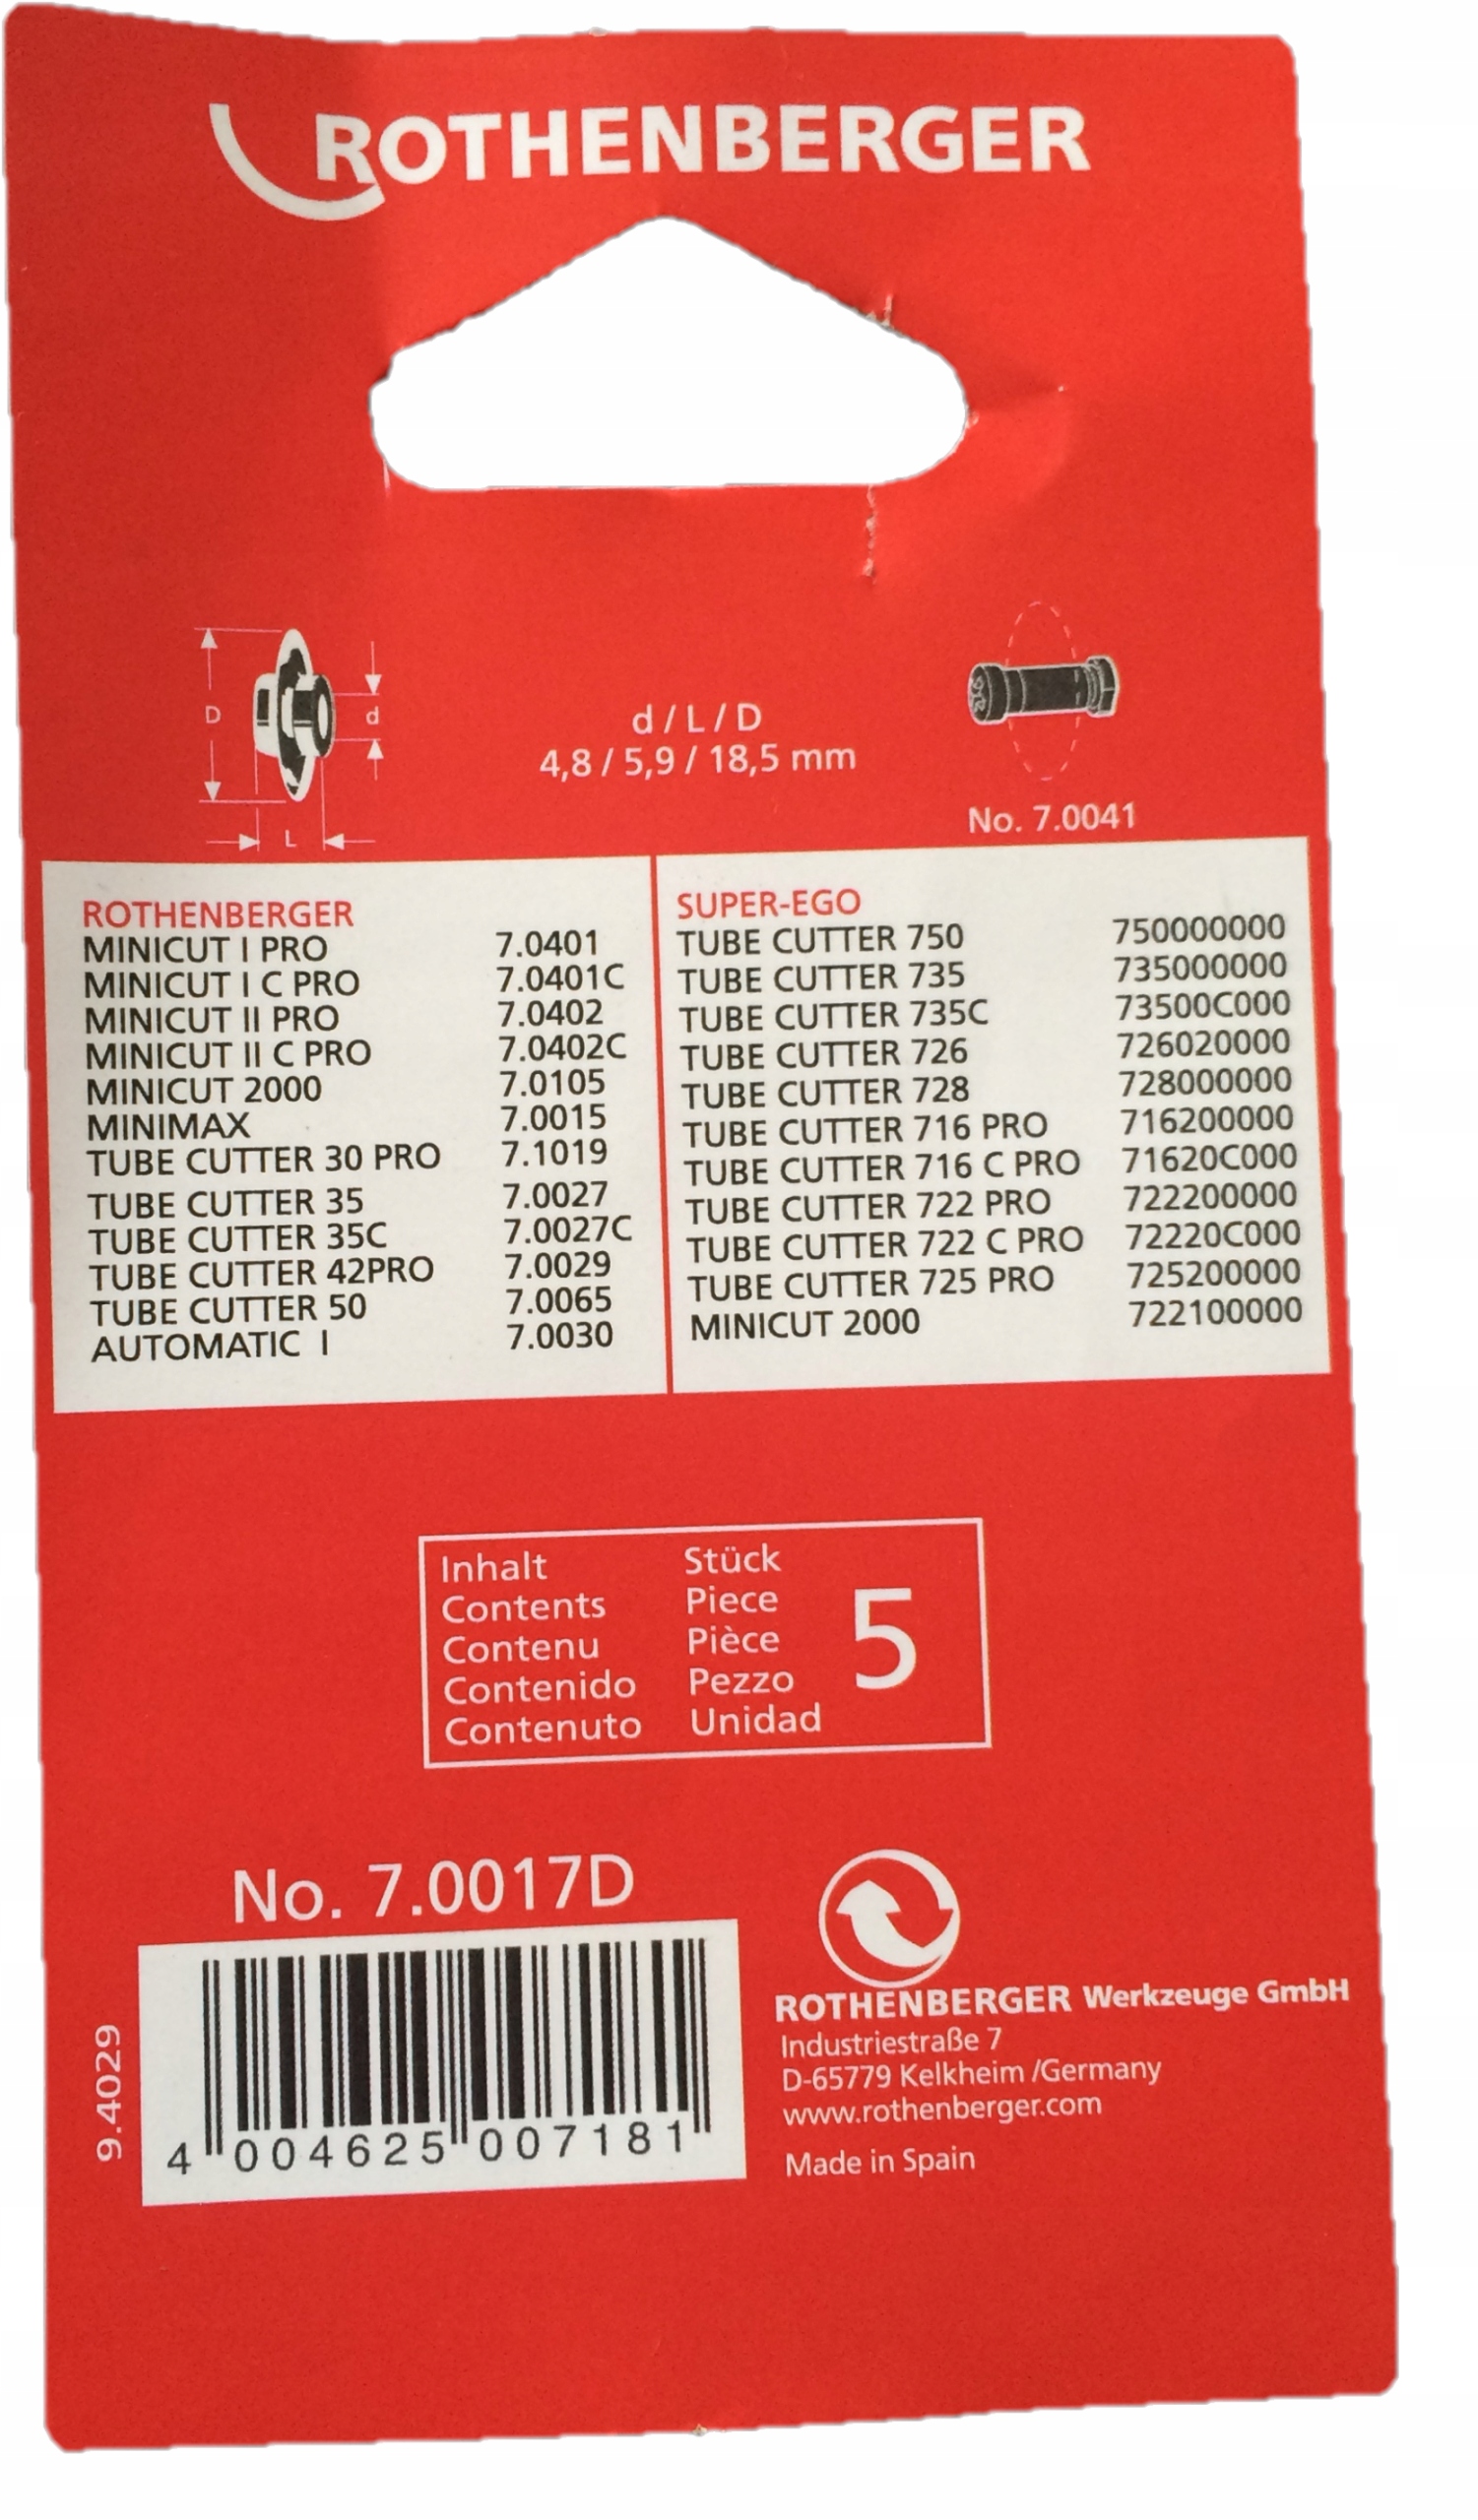 ROTHENBERGER
D
d
L
d / L / D
4,8 / 5,9 / 18,5 mm
No. 7.0041
ROTHENBERGER
MINICUT I PRO 7.0401
MINICUT I C PRO 7.0401C
MINICUT II PRO 7.0402
MINICUT II C PRO 7.0402C
MINICUT 2000 7.0105
MINIMAX 7.0015
TUBE CUTTER 30 PRO 7.1019
TUBE CUTTER 35 7.0027
TUBE CUTTER 35C 7.0027C
TUBE CUTTER 42PRO 7.0029
TUBE CUTTER 50 7.0065
AUTOMATIC I 7.0030
SUPER-EGO
TUBE CUTTER 750 750000000
TUBE CUTTER 735 735000000
TUBE CUTTER 735C 73500C000
TUBE CUTTER 726 726020000
TUBE CUTTER 728 728000000
TUBE CUTTER 716 PRO 716200000
TUBE CUTTER 716 C PRO 71620C000
TUBE CUTTER 722 PRO 722200000
TUBE CUTTER 722 C PRO 72220C000
TUBE CUTTER 725 PRO 725200000
MINICUT 2000 722100000
Inhalt Stück
Contents Piece
Contenu Pièce
Contenido Pezzo
Contenuto Unidad
5
No. 7.0017D
9.4029
4 004625 007181
ROTHENBERGER Werkzeuge GmbH
Industriestraße 7
D-65779 Kelkheim /Germany
www.rothenberger.com
Made in Spain